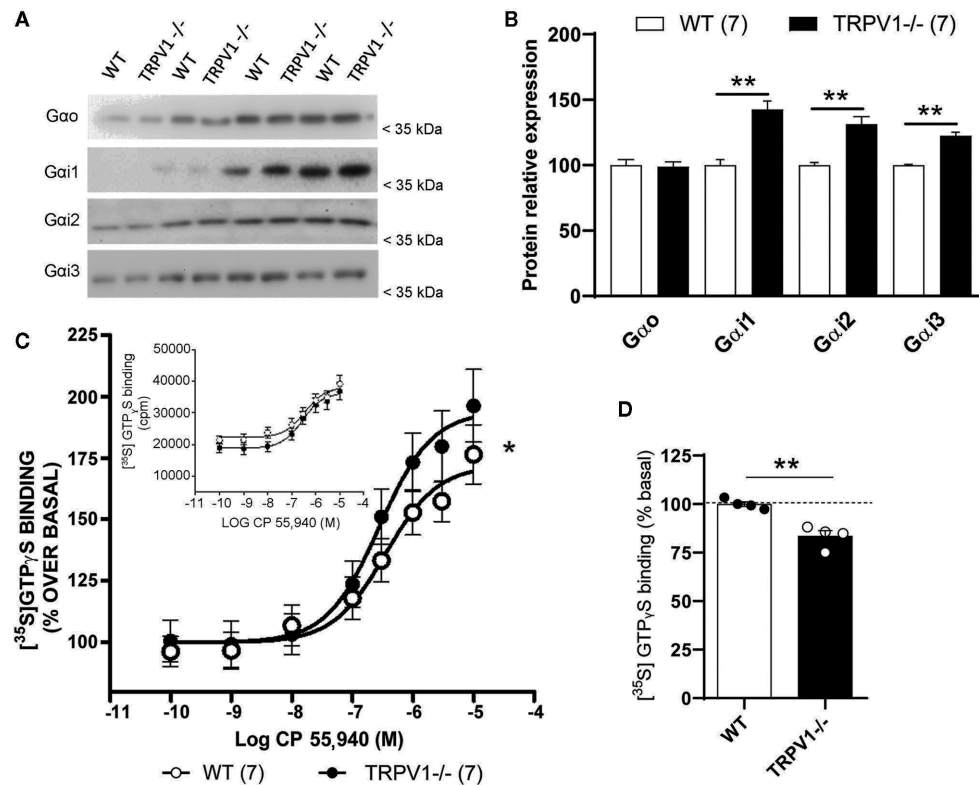 A
WT TRPV1 -/- WT TRPV1 -/- WT TRPV1 -/- WT TRPV1 -/-
Gαo < 35 kDa
Gαi1 < 35 kDa
Gαi2 < 35 kDa
Gαi3 < 35 kDa
B
WT (7) TRPV1-/- (7)
Protein relative expression
200
150
100
50
0
** ** **
Gαo Gαi1 Gαi2 Gαi3
C
[³⁵S]GTPγS BINDING
(% OVER BASAL)
225
200
175
150
125
100
-11 -10 -9 -8 -7 -6 -5 -4
Log CP 55,940 (M)
*
WT (7) TRPV1-/- (7)
[³⁵S] GTPγS binding
(cpm)
50000
40000
30000
20000
10000
-11 -10 -9 -8 -7 -6 -5 -4
LOG CP 55,940 (M)
D
[³⁵S] GTPγS binding (% basal)
125
100
75
50
25
0
**
WT TRPV1-/-